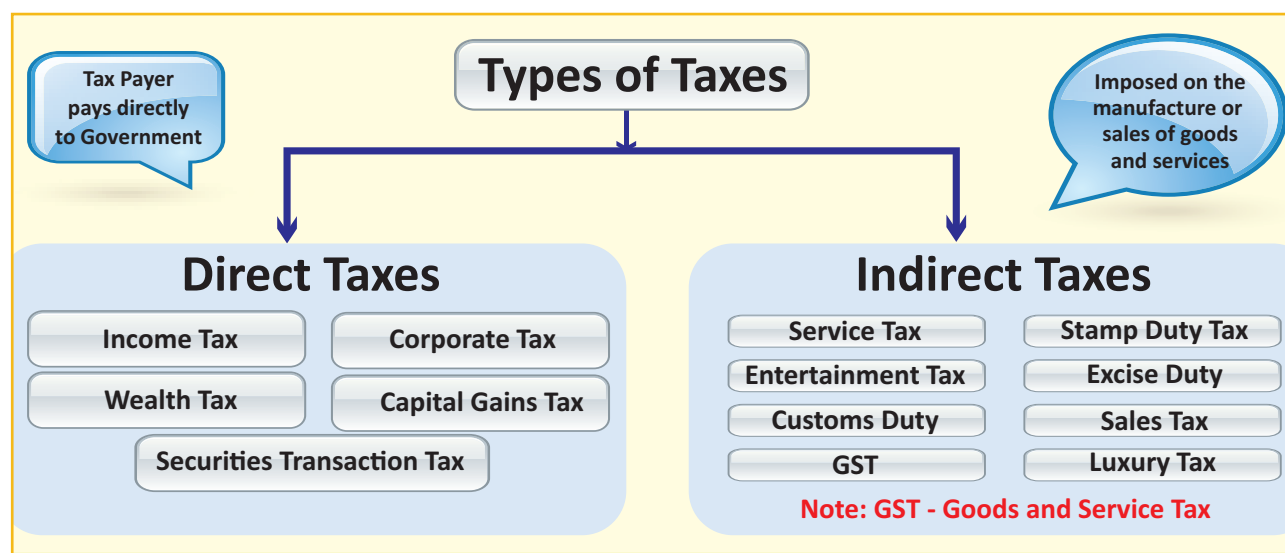 Types of Taxes
Tax Payer
pays directly
to Government
Imposed on the
manufacture or
sales of goods
and services
Direct Taxes
Income Tax
Corporate Tax
Wealth Tax
Capital Gains Tax
Securities Transaction Tax
Indirect Taxes
Service Tax
Stamp Duty Tax
Entertainment Tax
Excise Duty
Customs Duty
Sales Tax
GST
Luxury Tax
Note: GST - Goods and Service Tax